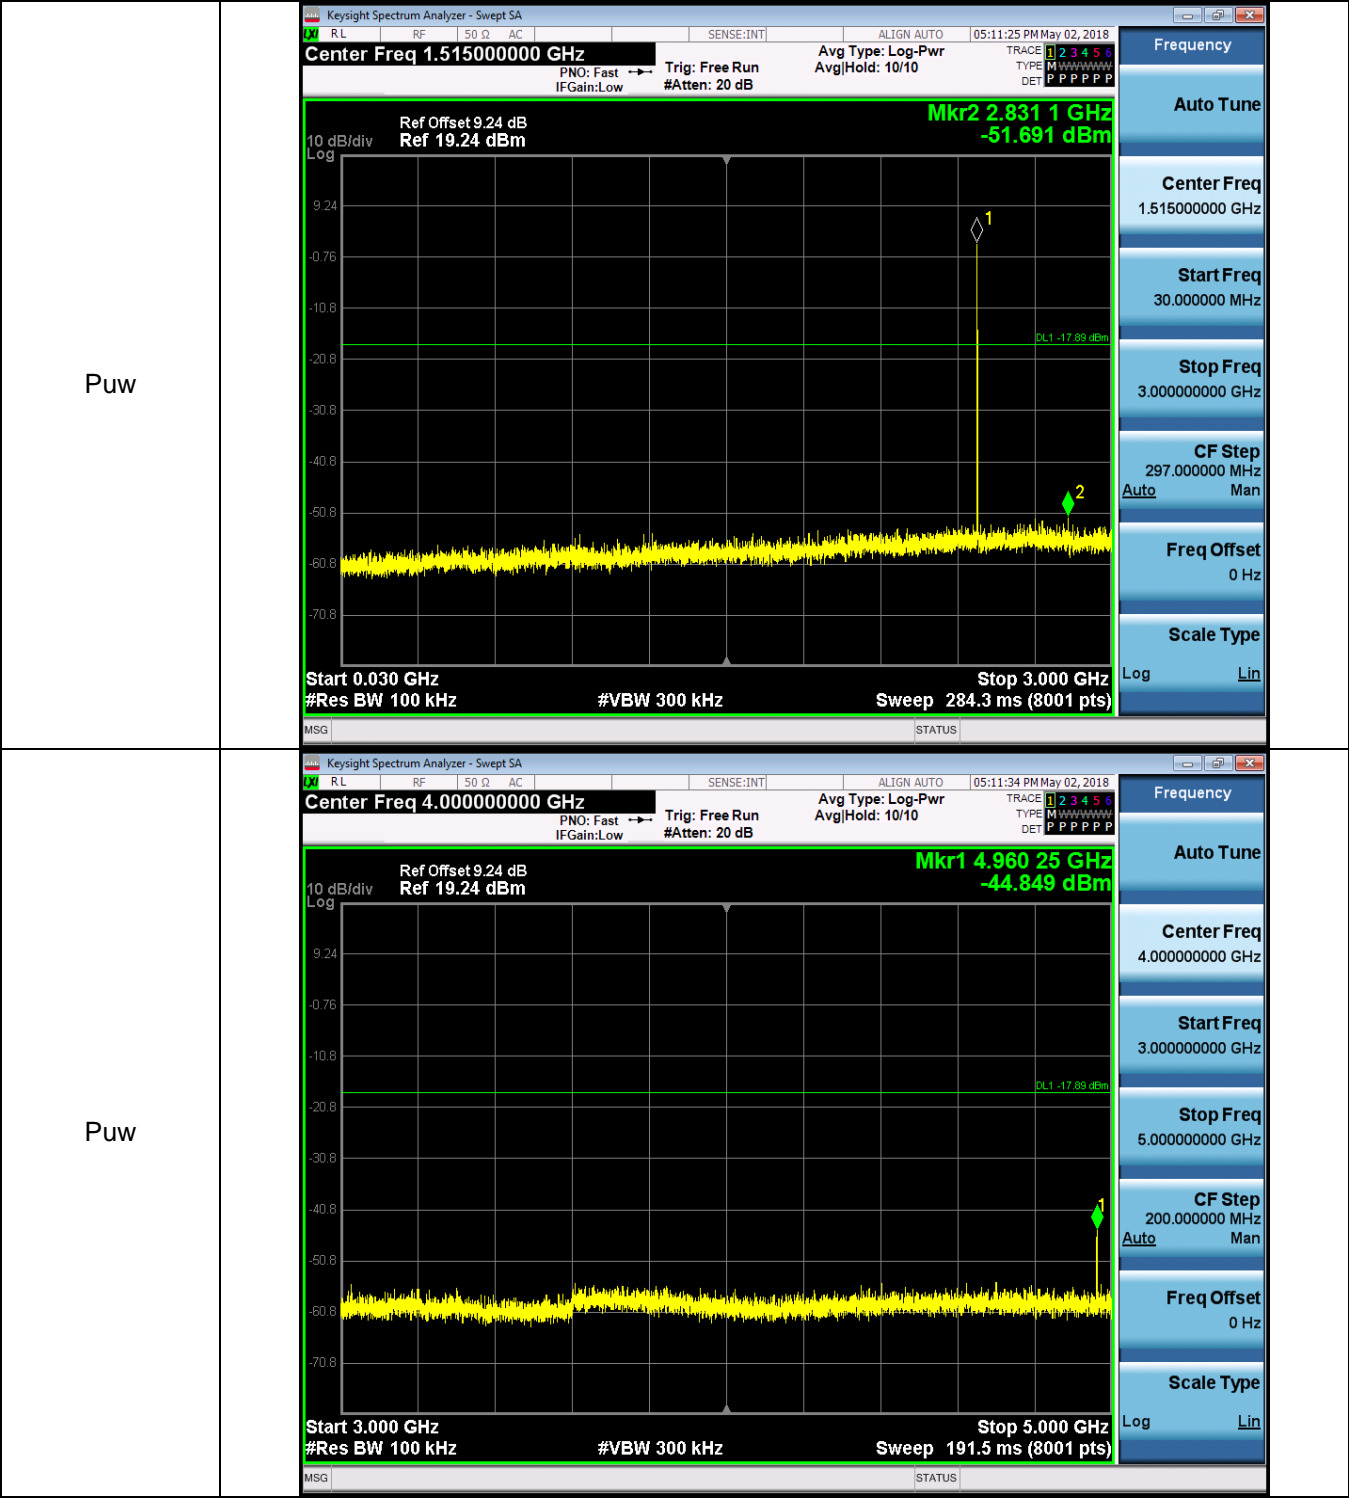 Puw
Keysight Spectrum Analyzer - Swept SA
LXI RL RF 50 Ω AC SENSE:INT ALIGN AUTO 05:11:25 PM May 02, 2018
Center Freq 1.515000000 GHz
PNO: Fast
IFGain:Low
Trig: Free Run
#Atten: 20 dB
Avg Type: Log-Pwr
Avg|Hold: 10/10
TRACE 1 2 3 4 5 6
TYPE M W W W W W
DET P P P P P P
Mkr2 2.831 1 GHz
-51.691 dBm
Ref Offset 9.24 dB
10 dB/div Ref 19.24 dBm
Log
9.24
-0.76
-10.8
-20.8
-30.8
-40.8
-50.8
-60.8
-70.8
1
DL1 -17.89 dBm
2
Start 0.030 GHz Stop 3.000 GHz
#Res BW 100 kHz #VBW 300 kHz Sweep 284.3 ms (8001 pts)
MSG STATUS
Frequency
Auto Tune
Center Freq
1.515000000 GHz
Start Freq
30.000000 MHz
Stop Freq
3.000000000 GHz
CF Step
297.000000 MHz
Auto Man
Freq Offset
0 Hz
Scale Type
Log Lin
Puw
Keysight Spectrum Analyzer - Swept SA
LXI RL RF 50 Ω AC SENSE:INT ALIGN AUTO 05:11:34 PM May 02, 2018
Center Freq 4.000000000 GHz
PNO: Fast
IFGain:Low
Trig: Free Run
#Atten: 20 dB
Avg Type: Log-Pwr
Avg|Hold: 10/10
TRACE 1 2 3 4 5 6
TYPE M W W W W W
DET P P P P P P
Mkr1 4.960 25 GHz
-44.849 dBm
Ref Offset 9.24 dB
10 dB/div Ref 19.24 dBm
Log
9.24
-0.76
-10.8
-20.8
-30.8
-40.8
-50.8
-60.8
-70.8
DL1 -17.89 dBm
1
Start 3.000 GHz Stop 5.000 GHz
#Res BW 100 kHz #VBW 300 kHz Sweep 191.5 ms (8001 pts)
MSG STATUS
Frequency
Auto Tune
Center Freq
4.000000000 GHz
Start Freq
3.000000000 GHz
Stop Freq
5.000000000 GHz
CF Step
200.000000 MHz
Auto Man
Freq Offset
0 Hz
Scale Type
Log Lin